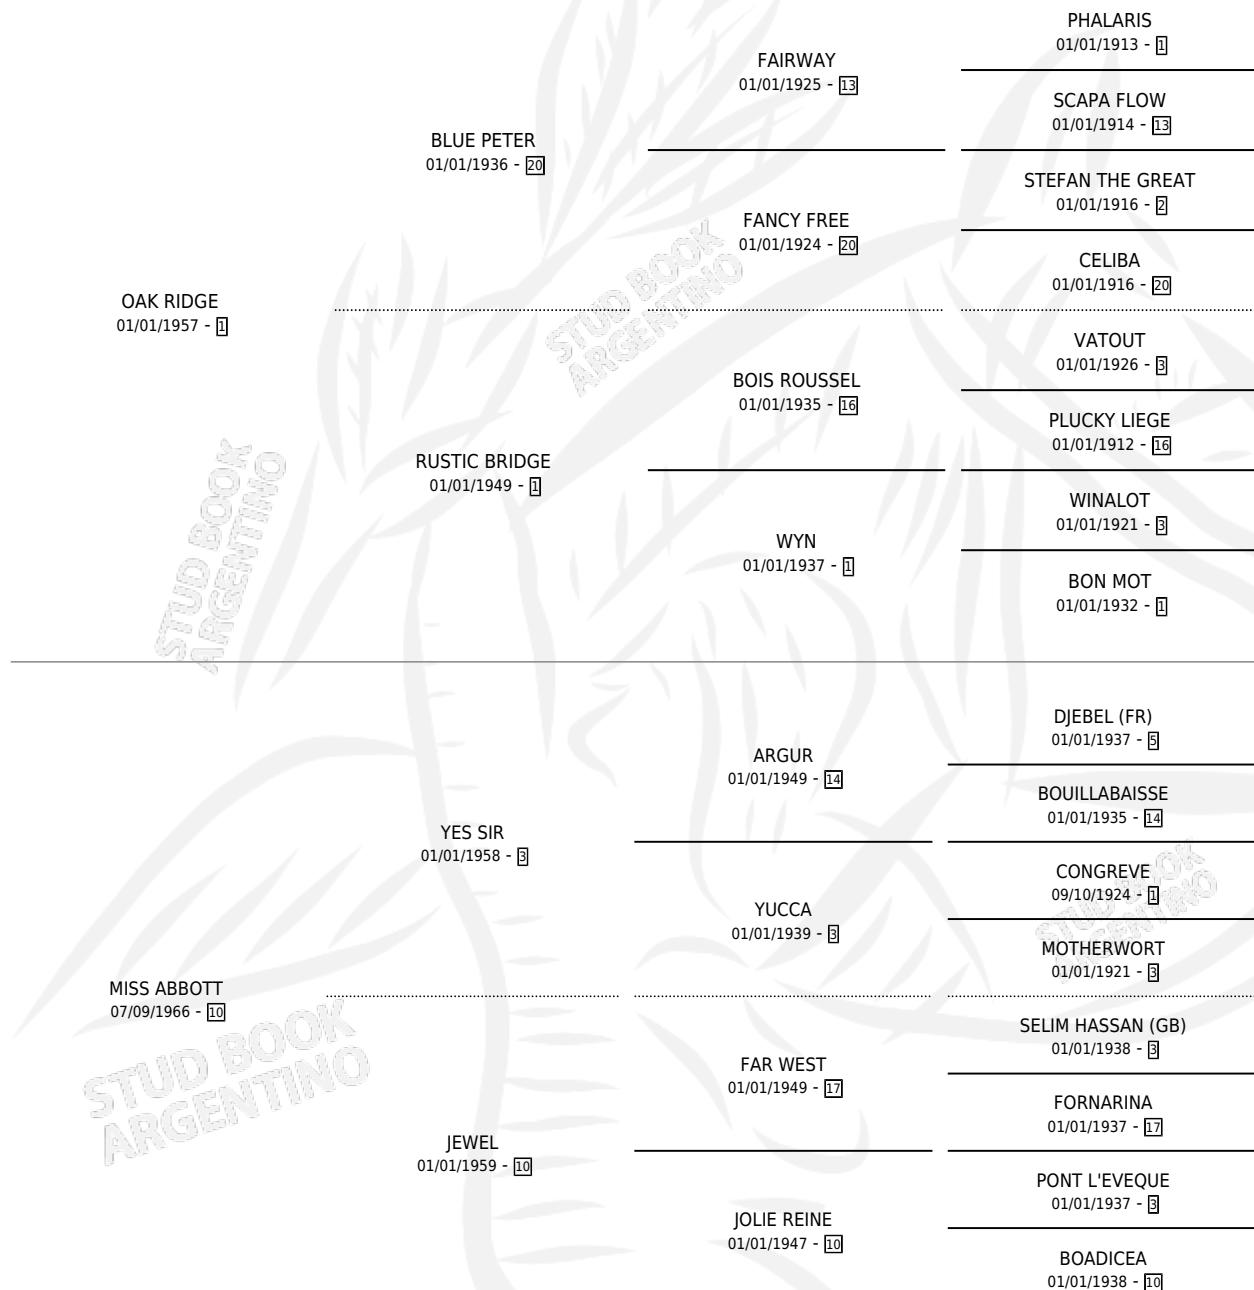 PHALARIS
01/01/1913 - 1
FAIRWAY
01/01/1925 - 13
SCAPA FLOW
01/01/1914 - 13
BLUE PETER
01/01/1936 - 20
STEFAN THE GREAT
01/01/1916 - 2
FANCY FREE
01/01/1924 - 20
CELIBA
01/01/1916 - 20
OAK RIDGE
01/01/1957 - 1
STUD BOOK
ARGENTINO
VATOUT
01/01/1926 - 3
BOIS ROUSSEL
01/01/1935 - 16
PLUCKY LIEGE
01/01/1912 - 16
RUSTIC BRIDGE
01/01/1949 - 1
STUD BOOK
ARGENTINO
WINALOT
01/01/1921 - 3
WYN
01/01/1937 - 1
BON MOT
01/01/1932 - 1
DJEBEL (FR)
01/01/1937 - 5
ARGUR
01/01/1949 - 14
BOUILLABAISSE
01/01/1935 - 14
YES SIR
01/01/1958 - 3
CONGREVE
09/10/1924 - 1
STUD BOOK
ARGENTINO
YUCCA
01/01/1939 - 3
MOTHERWORT
01/01/1921 - 3
MISS ABBOTT
07/09/1966 - 10
STUD BOOK
ARGENTINO
SELIM HASSAN (GB)
01/01/1938 - 3
FAR WEST
01/01/1949 - 17
FORNARINA
01/01/1937 - 17
JEWEL
01/01/1959 - 10
PONT L'EVEQUE
01/01/1937 - 3
JOLIE REINE
01/01/1947 - 10
BOADICEA
01/01/1938 - 10